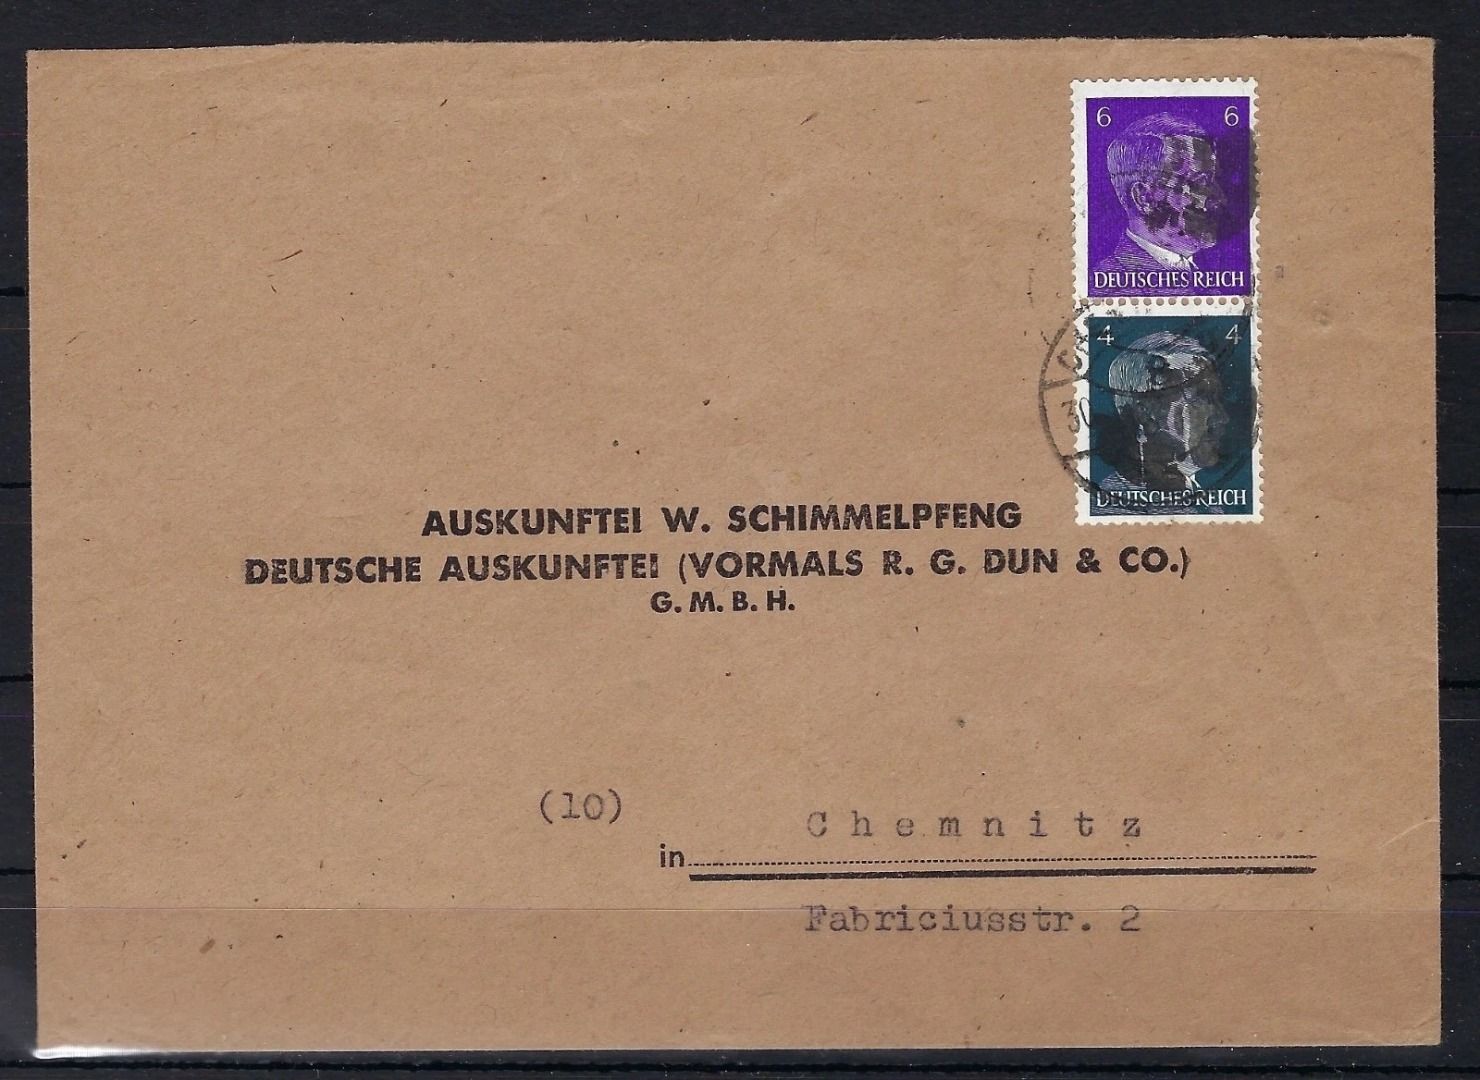 6 6
DEUTSCHES REICH
4 4
DEUTSCHES REICH
30
AUSKUNFTEI W. SCHIMMELPFENG
DEUTSCHE AUSKUNFTEI (VORMALS R. G. DUN & CO.)
G. M. B. H.
(10)
in Chemnitz
Fabriciusstr. 2